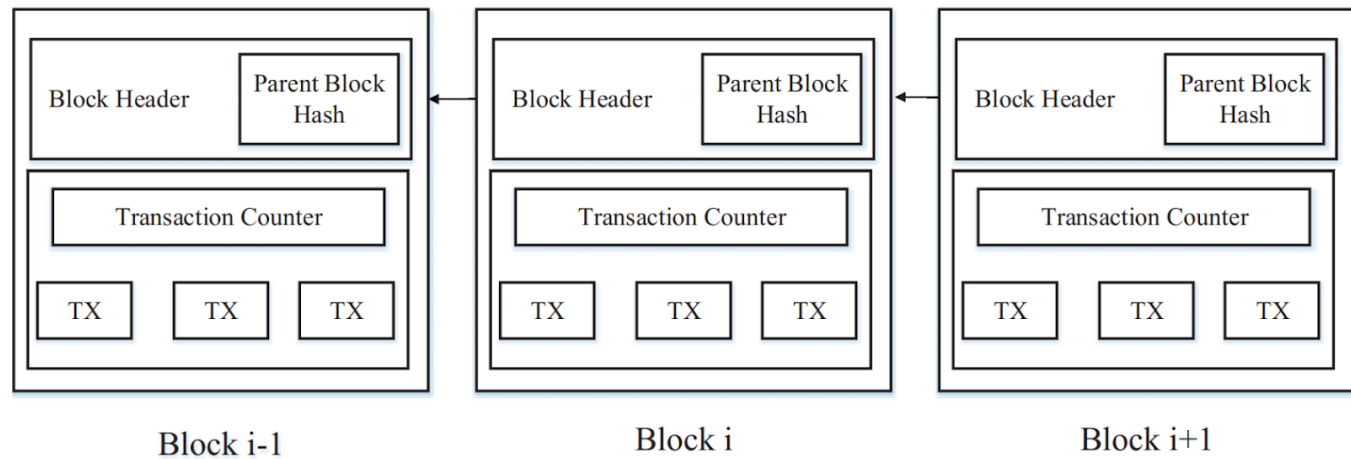 Block Header
Parent Block
Hash
Transaction Counter
TX TX TX
Block i-1
Block Header
Parent Block
Hash
Transaction Counter
TX TX TX
Block i
Block Header
Parent Block
Hash
Transaction Counter
TX TX TX
Block i+1